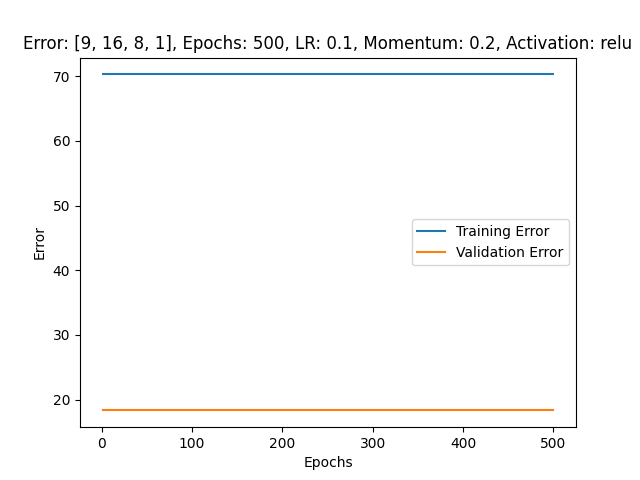 Error: [9, 16, 8, 1], Epochs: 500, LR: 0.1, Momentum: 0.2, Activation: relu
70
60
50
40
30
20
Error
Training Error
Validation Error
0 100 200 300 400 500
Epochs